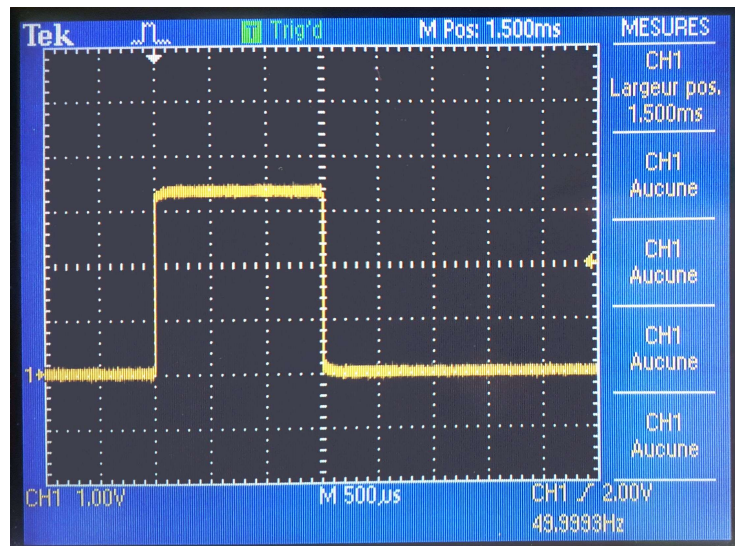 Tek T Trig'd M Pos: 1.500ms MESURES
CH1
Largeur pos.
1.500ms
CH1
Aucune
CH1
Aucune
CH1
Aucune
CH1
Aucune
1
CH1 1.00V M 500µs CH1 2.00V
49.9993Hz